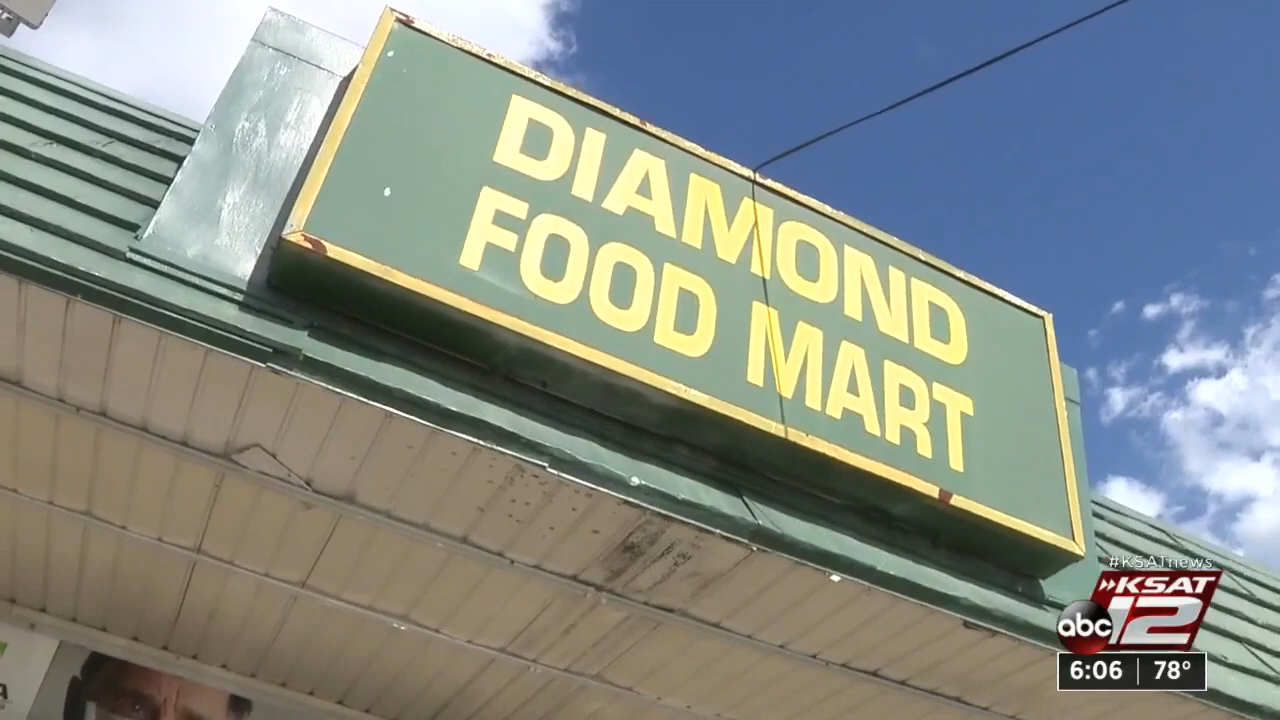 DIAMOND
FOOD MART
#KSATnews
KSAT
abc 12
6:06 78°
A